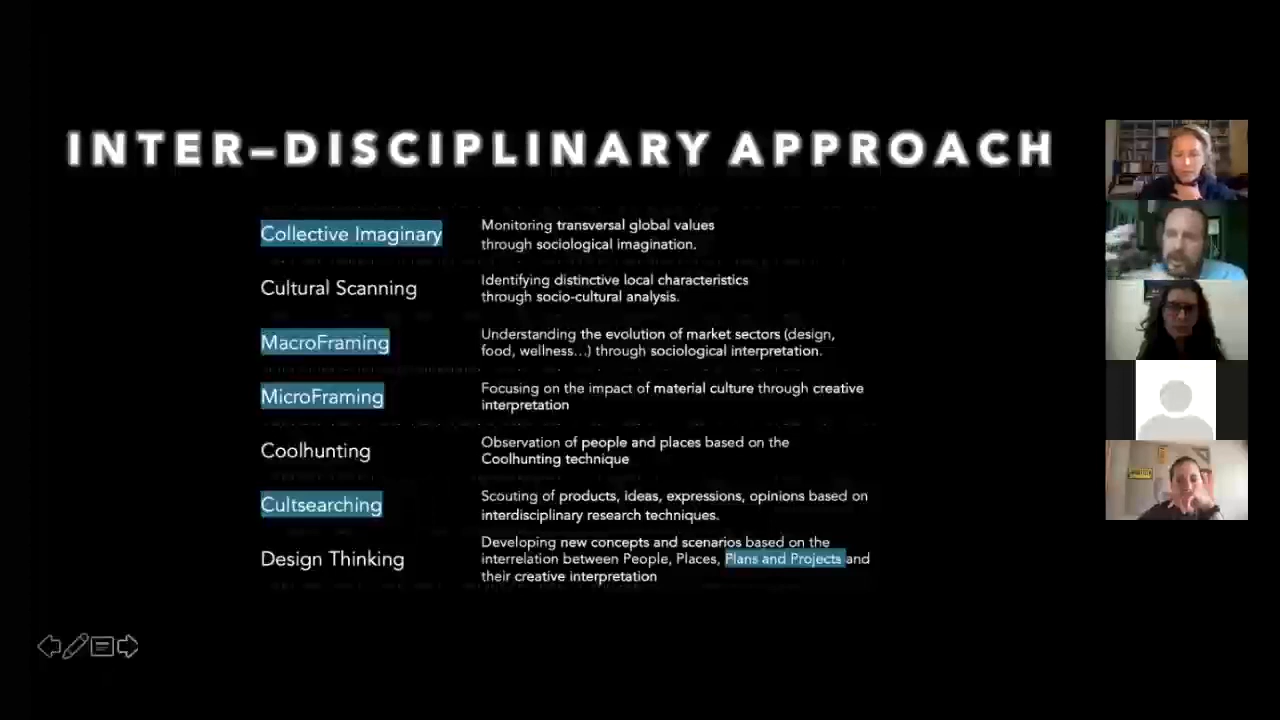 INTER–DISCIPLINARY APPROACH
Collective Imaginary
Monitoring transversal global values
through sociological imagination.
Cultural Scanning
Identifying distinctive local characteristics
through socio-cultural analysis.
MacroFraming
Understanding the evolution of market sectors (design,
food, wellness...) through sociological interpretation.
MicroFraming
Focusing on the impact of material culture through creative
interpretation
Coolhunting
Observation of people and places based on the
Coolhunting technique
Cultsearching
Scouting of products, ideas, expressions, opinions based on
interdisciplinary research techniques.
Design Thinking
Developing new concepts and scenarios based on the
interrelation between People, Places, Plans and Projects and
their creative interpretation